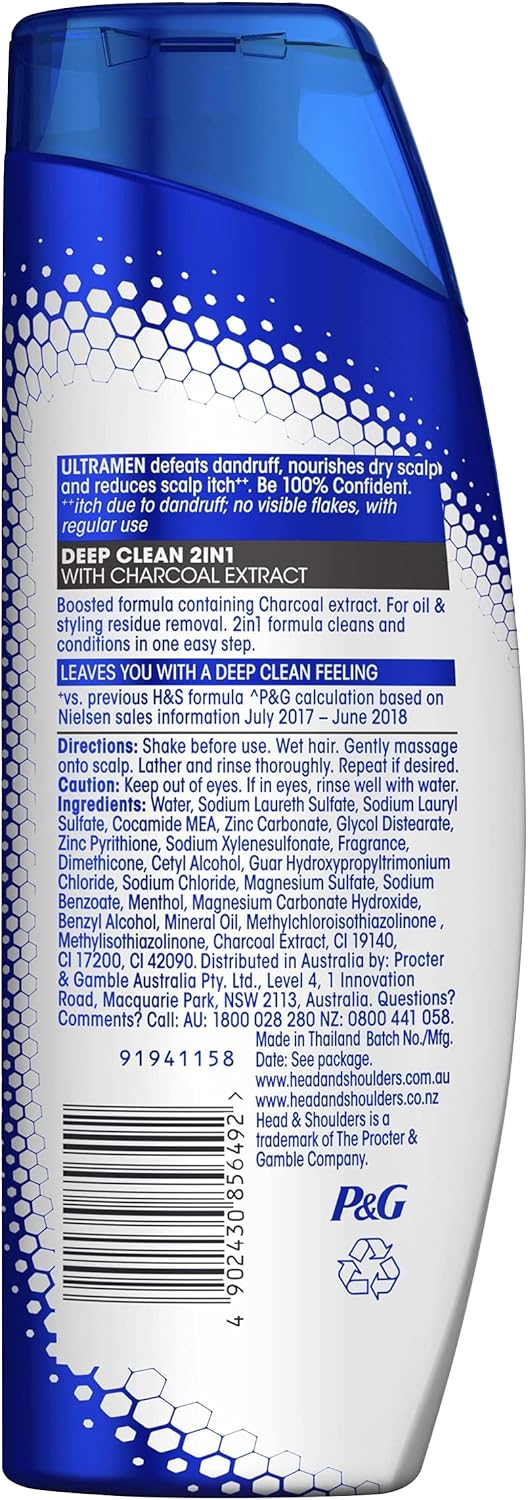 ULTRAMEN defeats dandruff, nourishes dry scalp
and reduces scalp itch⁺⁺. Be 100% Confident.
⁺⁺itch due to dandruff; no visible flakes, with
regular use
DEEP CLEAN 2IN1
WITH CHARCOAL EXTRACT
Boosted formula containing Charcoal extract. For oil &
styling residue removal. 2in1 formula cleans and
conditions in one easy step.
LEAVES YOU WITH A DEEP CLEAN FEELING
⁺vs. previous H&S formula ^P&G calculation based on
Nielsen sales information July 2017 – June 2018
Directions: Shake before use. Wet hair. Gently massage
onto scalp. Lather and rinse thoroughly. Repeat if desired.
Caution: Keep out of eyes. If in eyes, rinse well with water.
Ingredients: Water, Sodium Laureth Sulfate, Sodium Lauryl
Sulfate, Cocamide MEA, Zinc Carbonate, Glycol Distearate,
Zinc Pyrithione, Sodium Xylenesulfonate, Fragrance,
Dimethicone, Cetyl Alcohol, Guar Hydroxypropyltrimonium
Chloride, Sodium Chloride, Magnesium Sulfate, Sodium
Benzoate, Menthol, Magnesium Carbonate Hydroxide,
Benzyl Alcohol, Mineral Oil, Methylchloroisothiazolinone ,
Methylisothiazolinone, Charcoal Extract, CI 19140,
CI 17200, CI 42090. Distributed in Australia by: Procter
& Gamble Australia Pty. Ltd., Level 4, 1 Innovation
Road, Macquarie Park, NSW 2113, Australia. Questions?
Comments? Call: AU: 1800 028 280 NZ: 0800 441 058.
Made in Thailand Batch No./Mfg.
Date: See package.
www.headandshoulders.com.au
www.headandshoulders.co.nz
Head & Shoulders is a
trademark of The Procter &
Gamble Company.
91941158
4 902430 856492 >
P&G